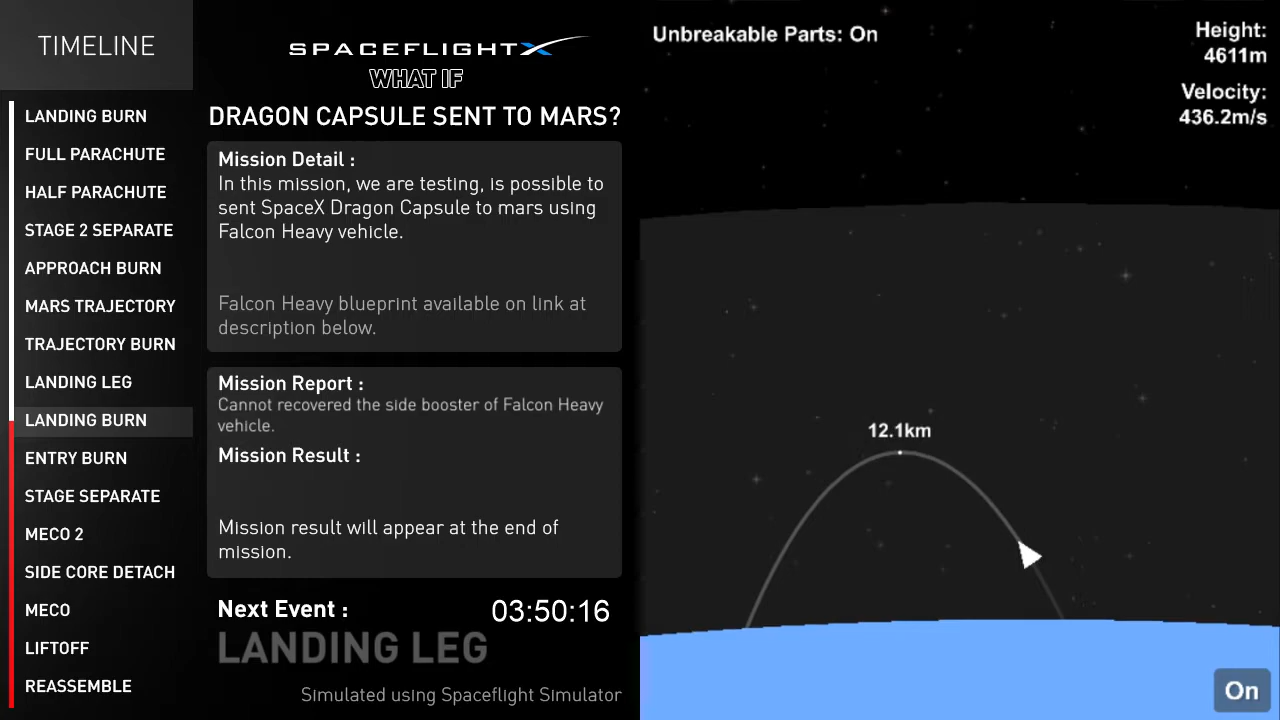 TIMELINE
LANDING BURN
FULL PARACHUTE
HALF PARACHUTE
STAGE 2 SEPARATE
APPROACH BURN
MARS TRAJECTORY
TRAJECTORY BURN
LANDING LEG
LANDING BURN
ENTRY BURN
STAGE SEPARATE
MECO 2
SIDE CORE DETACH
MECO
LIFTOFF
REASSEMBLE
SPACEFLIGHTX
WHAT IF
DRAGON CAPSULE SENT TO MARS?
Mission Detail :
In this mission, we are testing, is possible to
sent SpaceX Dragon Capsule to mars using
Falcon Heavy vehicle.
Falcon Heavy blueprint available on link at
description below.
Mission Report :
Cannot recovered the side booster of Falcon Heavy
vehicle.
Mission Result :
Mission result will appear at the end of
mission.
Next Event :
03:50:16
LANDING LEG
Simulated using Spaceflight Simulator
Unbreakable Parts: On
Height:
4611m
Velocity:
436.2m/s
12.1km
On